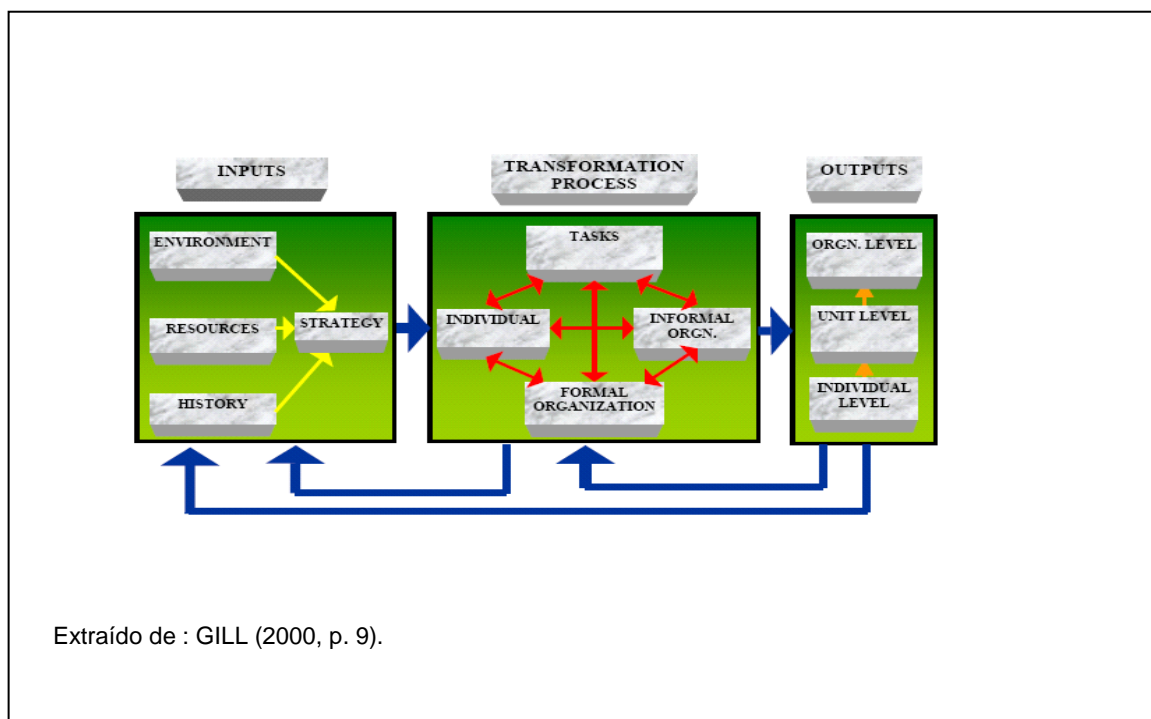 INPUTS
TRANSFORMATION
PROCESS
OUTPUTS
ENVIRONMENT
RESOURCES
HISTORY
STRATEGY
TASKS
INDIVIDUAL
INFORMAL
ORGN.
FORMAL
ORGANIZATION
ORGN. LEVEL
UNIT LEVEL
INDIVIDUAL
LEVEL
Extraído de : GILL (2000, p. 9).